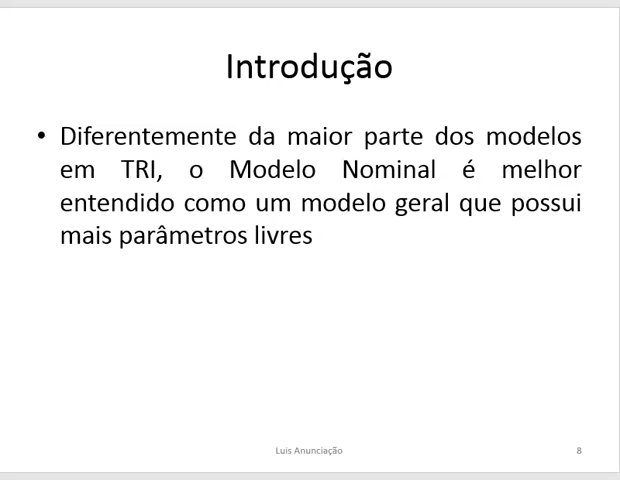 Introdução
• Diferentemente da maior parte dos modelos
em TRI, o Modelo Nominal é melhor
entendido como um modelo geral que possui
mais parâmetros livres
Luis Anunciação
8